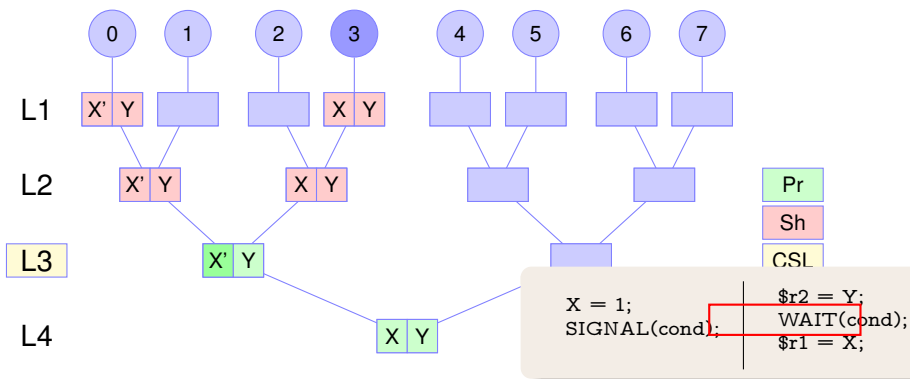 0 1 2 3 4 5 6 7
L1 X' Y X Y
L2 X' Y X Y Pr
Sh
L3 X' Y CSL
X = 1; $r2 = Y;
SIGNAL(cond); WAIT(cond);
$r1 = X;
L4 X Y